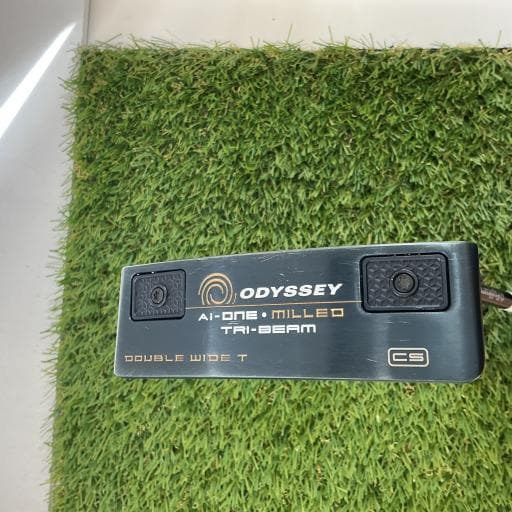 ODYSSEY
Ai-ONE • MILLED
TRI-BEAM
DOUBLE WIDE T
CS